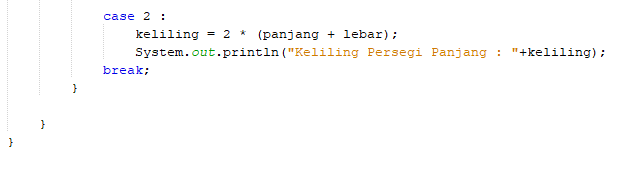 case 2 :
keliling = 2 * (panjang + lebar);
System.out.println("Keliling Persegi Panjang : "+keliling);
break;
}
}
}